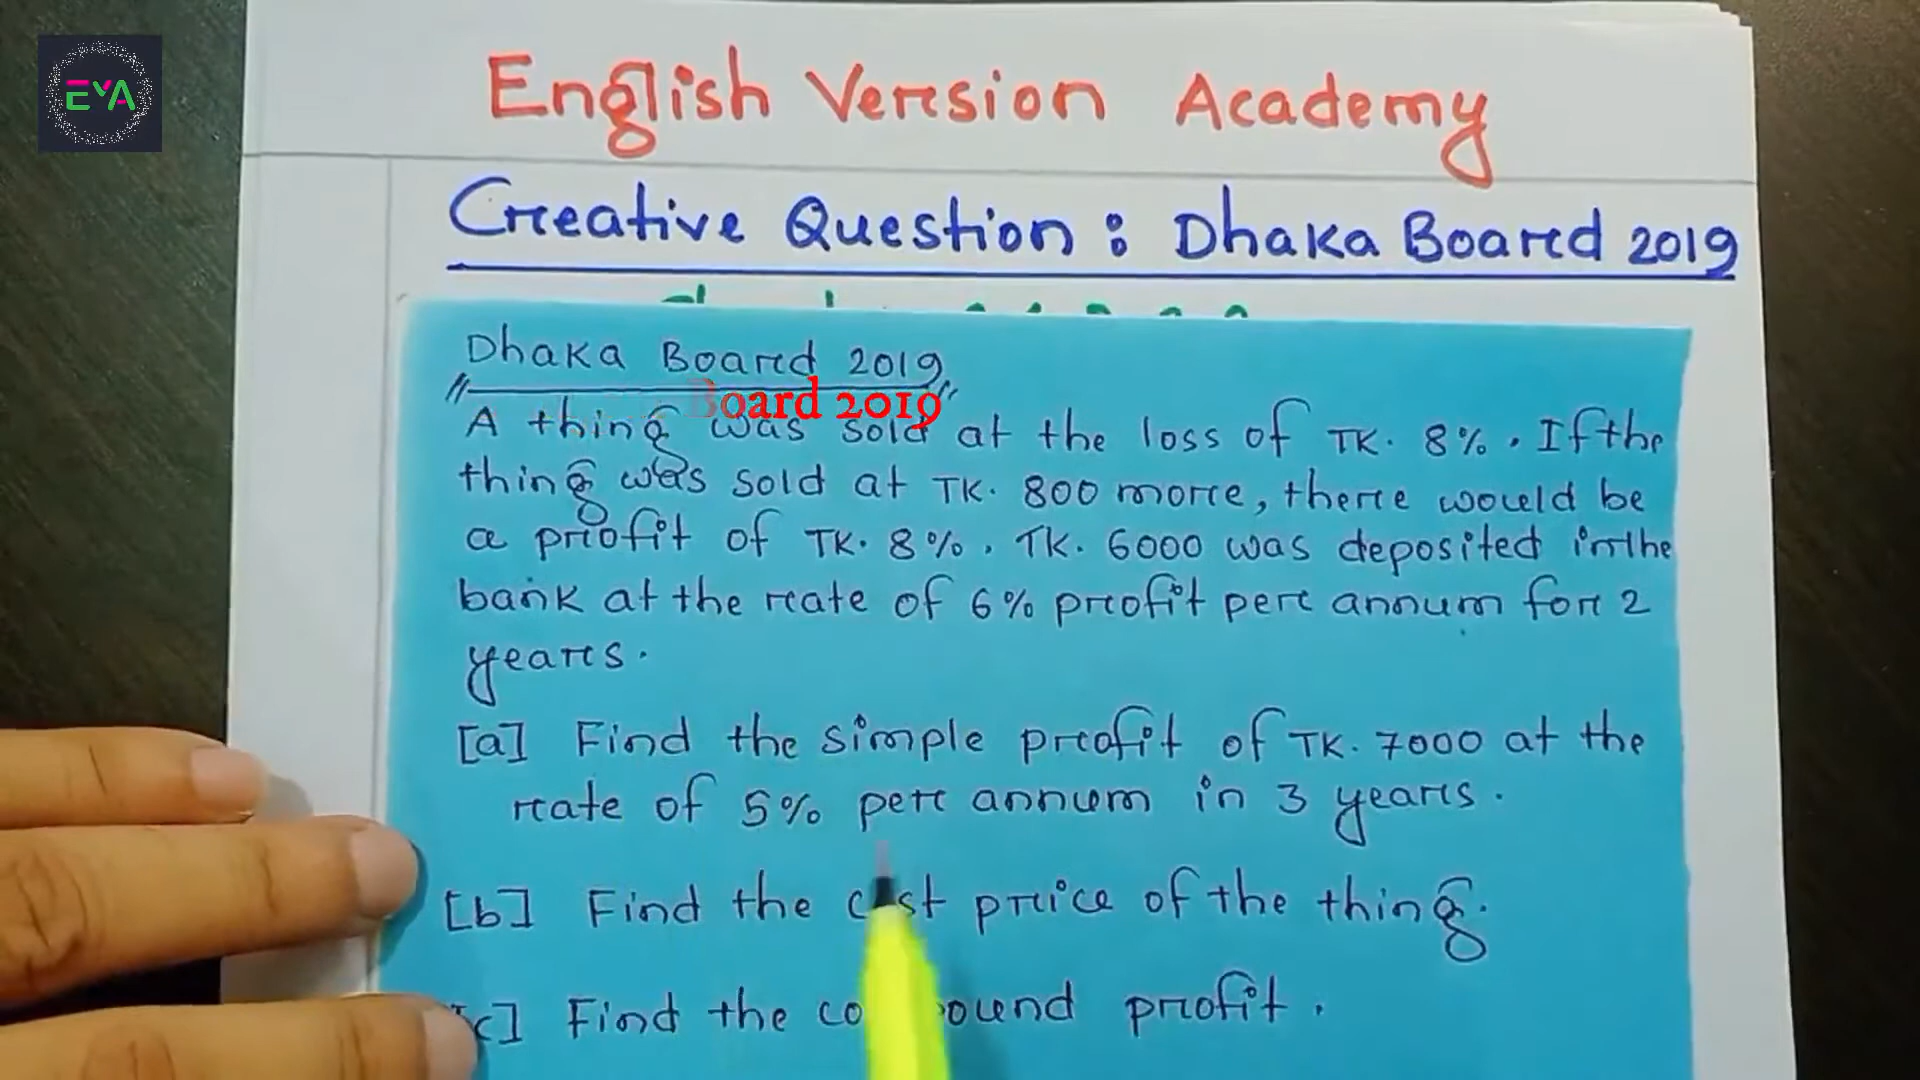 EVA
English Version Academy
Creative Question : Dhaka Board 2019
Dhaka Board 2019
Board 2019
A thing was sold at the loss of TK. 8%. If the
thing was sold at TK. 800 more, there would be
a profit of TK. 8%. TK. 6000 was deposited in the
bank at the rate of 6% profit per annum for 2
years.
[a] Find the simple profit of TK. 7000 at the
rate of 5% per annum in 3 years.
[b] Find the cost price of the thing.
[c] Find the compound profit.